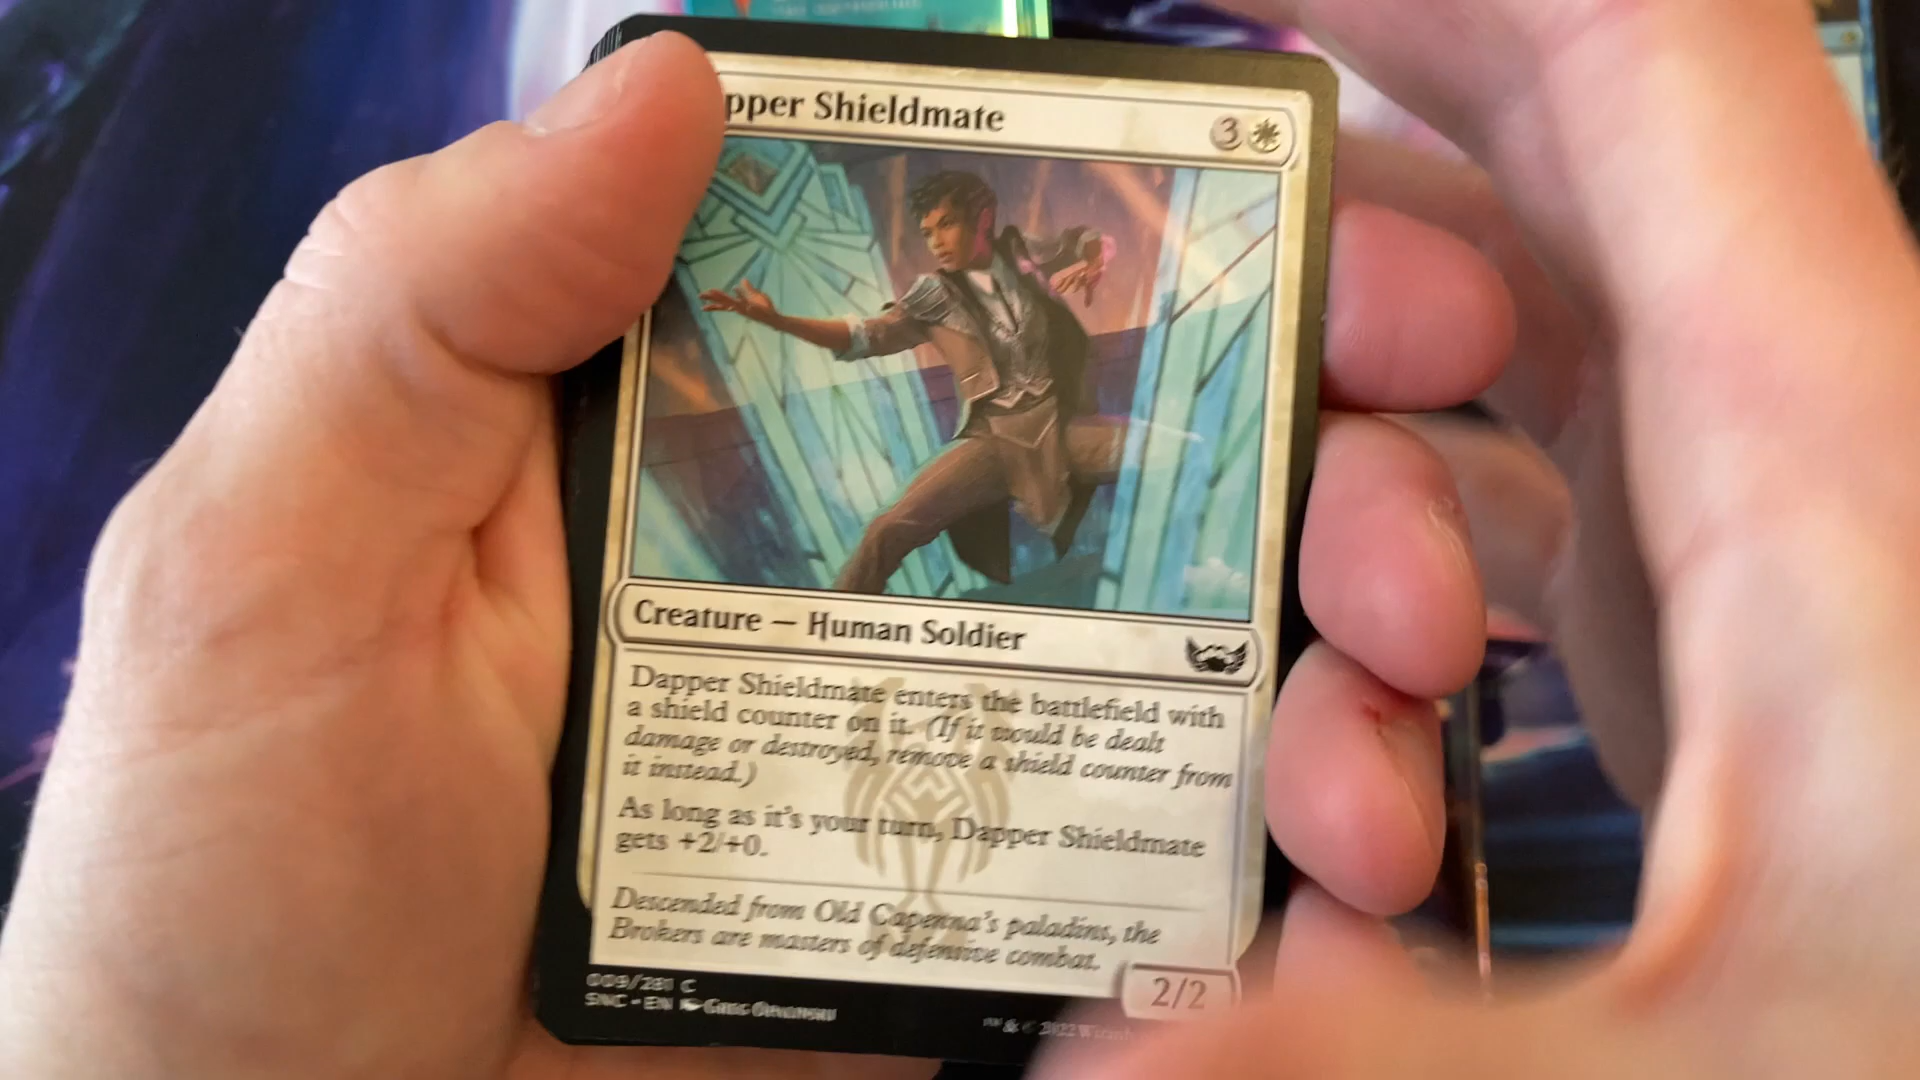 pper Shieldmate 3
Creature — Human Soldier
Dapper Shieldmate enters the battlefield with
a shield counter on it. (If it would be dealt
damage or destroyed, remove a shield counter from
it instead.)
As long as it's your turn, Dapper Shieldmate
gets +2/+0.
Descended from Old Capenna's paladins, the
Brokers are masters of defensive combat.
2/2
009/281 C
SNC • EN
™ & © 2022 Wizards